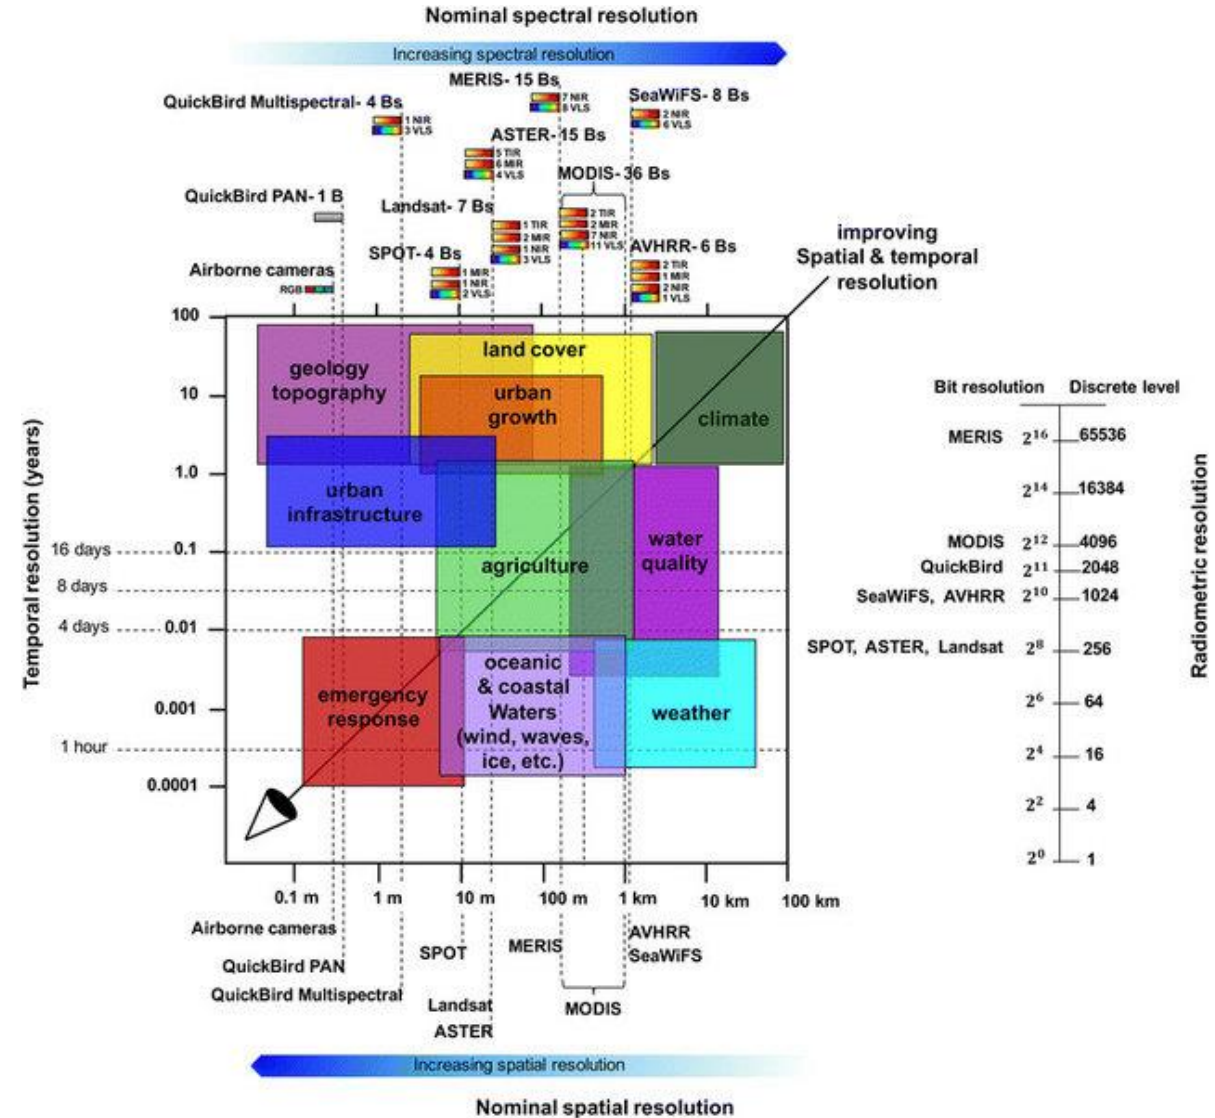 Nominal spectral resolution
Increasing spectral resolution
MERIS- 15 Bs
7 NIR
8 VLS
SeaWiFS- 8 Bs
2 NIR
6 VLS
QuickBird Multispectral- 4 Bs
1 NIR
3 VLS
ASTER- 15 Bs
5 TIR
6 MIR
4 VLS
MODIS- 36 Bs
2 TIR
2 MIR
7 NIR
11 VLS
QuickBird PAN- 1 B
Landsat- 7 Bs
1 TIR
2 MIR
1 NIR
3 VLS
SPOT- 4 Bs
1 MIR
1 NIR
2 VLS
AVHRR- 6 Bs
2 TIR
1 MIR
2 NIR
1 VLS
Airborne cameras
RGB
improving
Spatial & temporal
resolution
Temporal resolution (years)
100
10
1.0
0.1
0.01
0.001
0.0001
16 days
8 days
4 days
1 hour
geology
topography
land cover
urban
growth
climate
urban
infrastructure
agriculture
water
quality
emergency
response
oceanic
& coastal
Waters
(wind, waves,
ice, etc.)
weather
0.1 m
1 m
10 m
100 m
1 km
10 km
100 km
Airborne cameras
QuickBird PAN
QuickBird Multispectral
SPOT
Landsat
ASTER
MERIS
MODIS
AVHRR
SeaWiFS
Increasing spatial resolution
Nominal spatial resolution
Bit resolution Discrete level
MERIS 2¹⁶ 65536
2¹⁴ 16384
MODIS 2¹² 4096
QuickBird 2¹¹ 2048
SeaWiFS, AVHRR 2¹⁰ 1024
SPOT, ASTER, Landsat 2⁸ 256
2⁶ 64
2⁴ 16
2² 4
2⁰ 1
Radiometric resolution